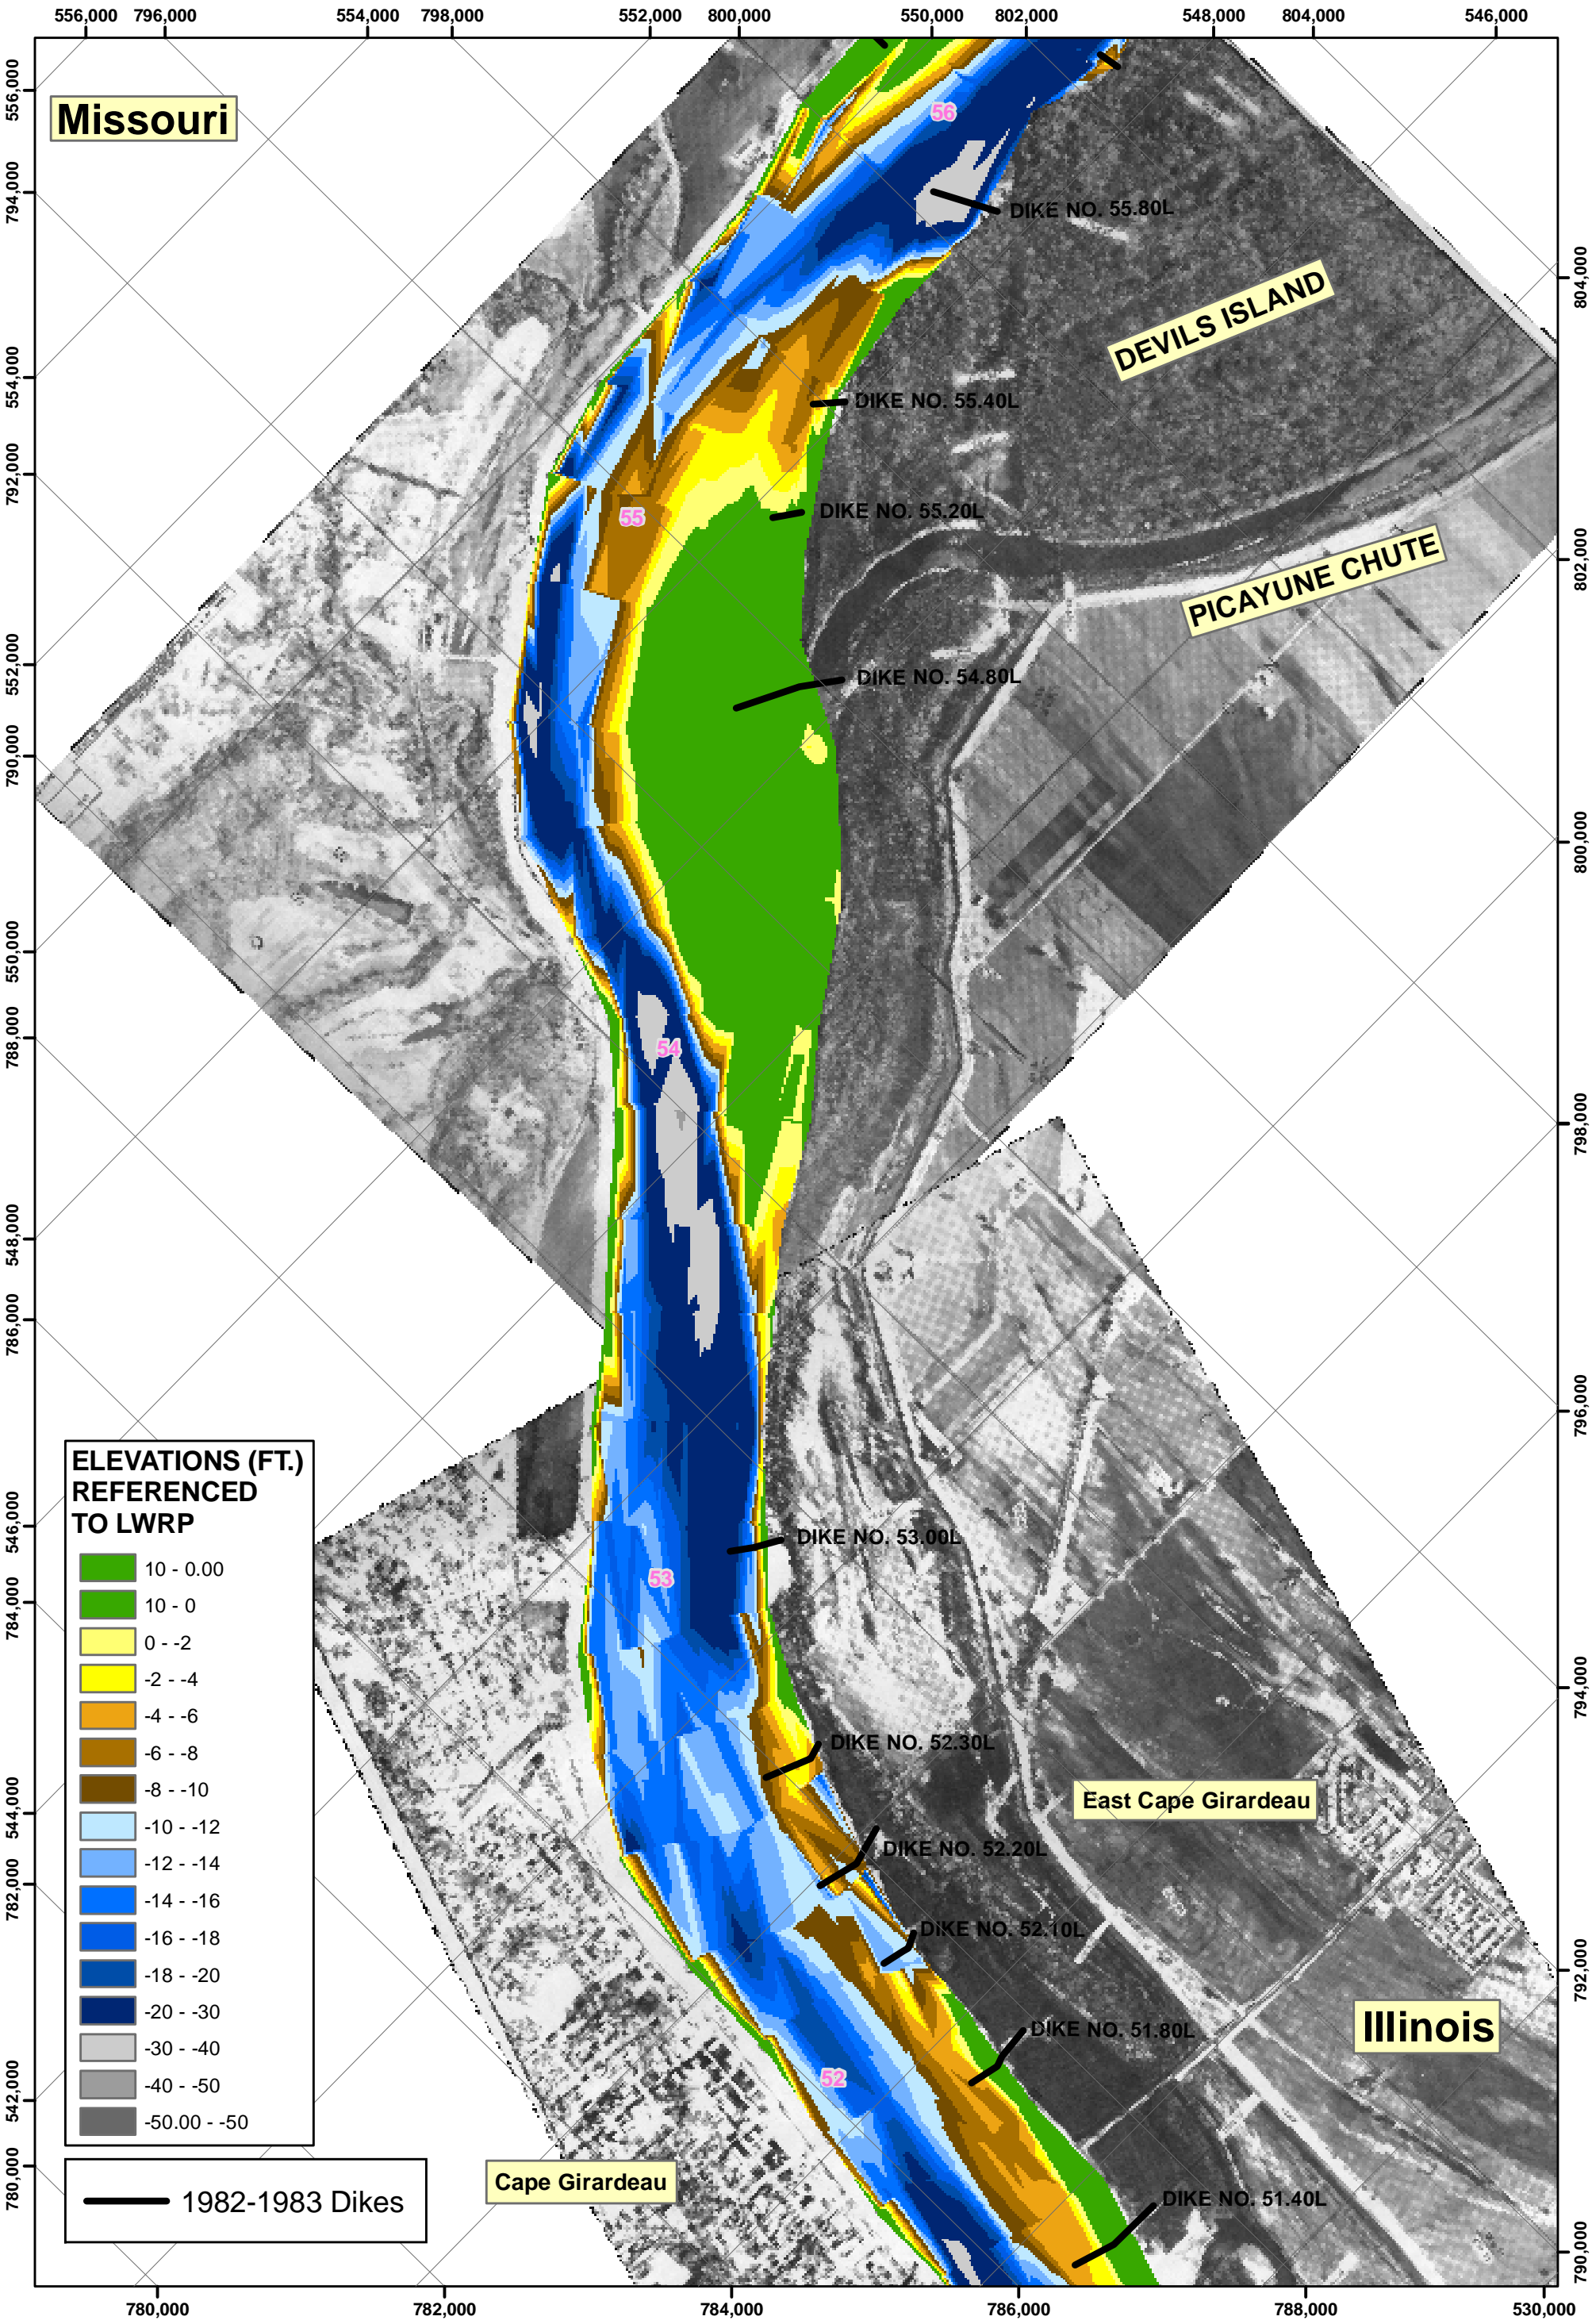 556,000 796,000 554,000 798,000 552,000 800,000 550,000 802,000 548,000 804,000 546,000
556,000
794,000
554,000
792,000
552,000
790,000
550,000
788,000
548,000
786,000
546,000
784,000
544,000
782,000
542,000
780,000
Missouri
56
DIKE NO. 55.80L
DEVILS ISLAND
DIKE NO. 55.40L
55
DIKE NO. 55.20L
PICAYUNE CHUTE
DIKE NO. 54.80L
54
DIKE NO. 53.00L
53
DIKE NO. 52.30L
East Cape Girardeau
DIKE NO. 52.20L
DIKE NO. 52.10L
Illinois
DIKE NO. 51.80L
52
Cape Girardeau
DIKE NO. 51.40L
ELEVATIONS (FT.)
REFERENCED
TO LWRP
10 - 0.00
10 - 0
0 - -2
-2 - -4
-4 - -6
-6 - -8
-8 - -10
-10 - -12
-12 - -14
-14 - -16
-16 - -18
-18 - -20
-20 - -30
-30 - -40
-40 - -50
-50.00 - -50
1982-1983 Dikes
804,000
802,000
800,000
798,000
796,000
794,000
792,000
790,000
780,000 782,000 784,000 786,000 788,000 530,000